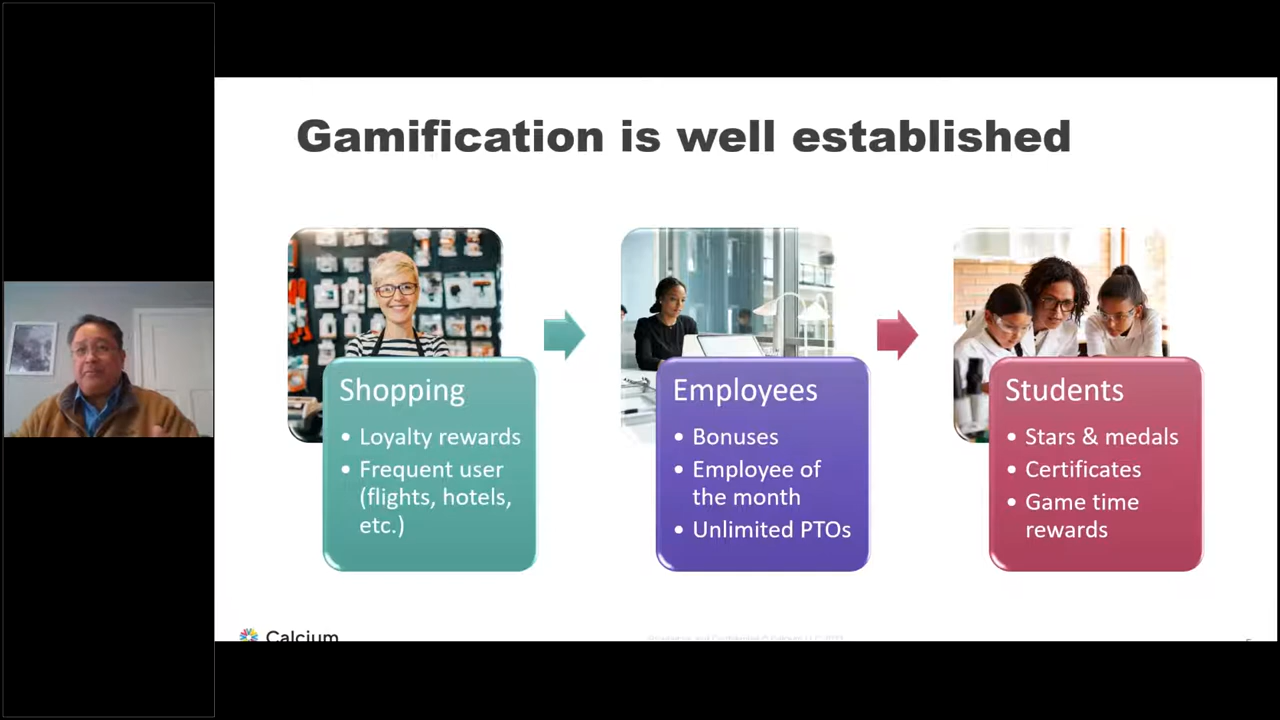 Gamification is well established
Shopping
• Loyalty rewards
• Frequent user
(flights, hotels,
etc.)
Employees
• Bonuses
• Employee of
the month
• Unlimited PTOs
Students
• Stars & medals
• Certificates
• Game time
rewards
Calcium